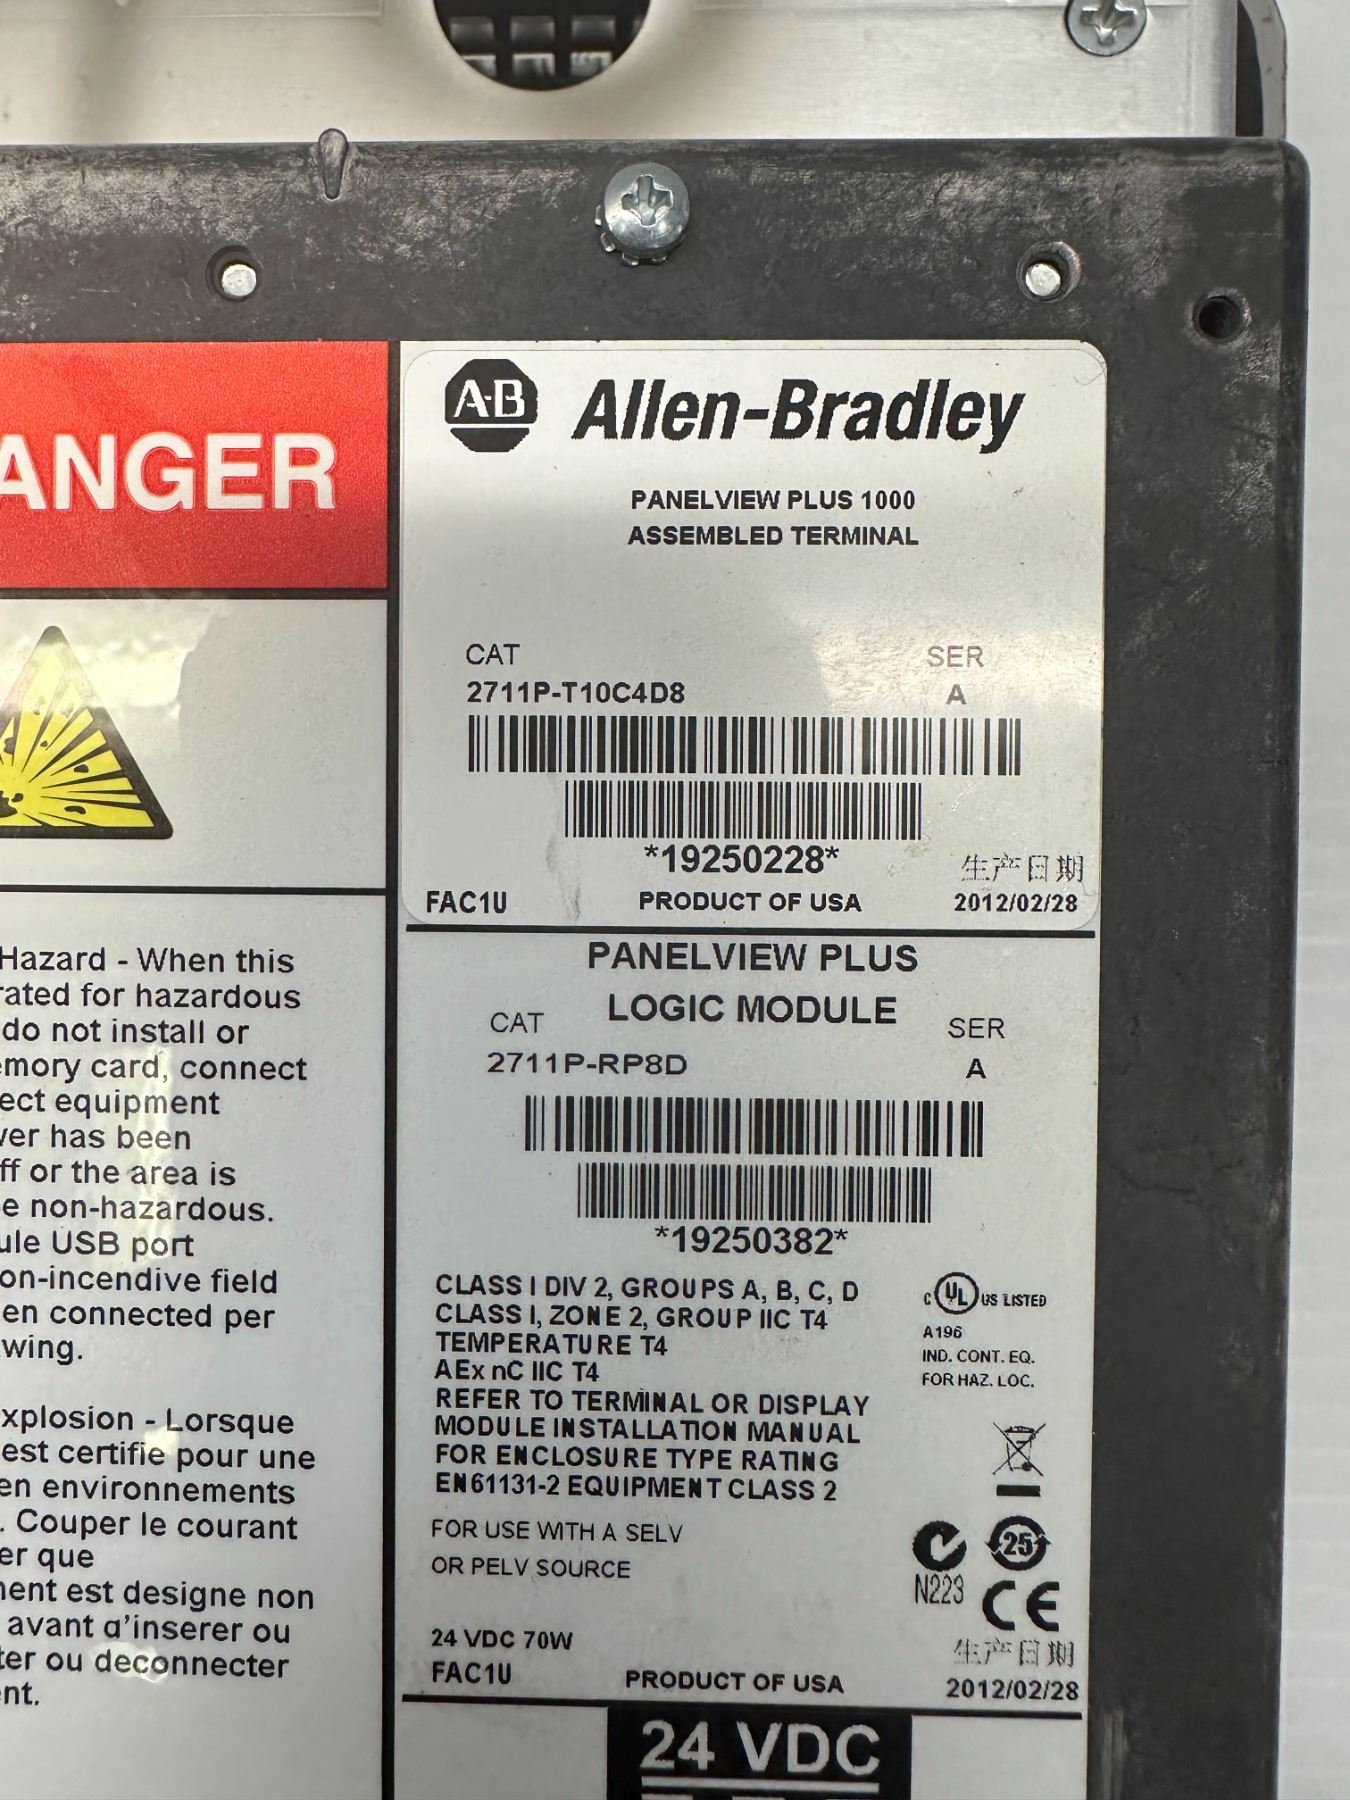 ANGER
Hazard - When this
rated for hazardous
do not install or
emory card, connect
ect equipment
ver has been
ff or the area is
e non-hazardous.
ule USB port
on-incendive field
en connected per
wing.
xplosion - Lorsque
est certifie pour une
en environnements
. Couper le courant
er que
ment est designe non
avant d'inserer ou
ter ou deconnecter
nt.
A-B Allen-Bradley
PANELVIEW PLUS 1000
ASSEMBLED TERMINAL
CAT SER
2711P-T10C4D8 A
*19250228*
生产日期
FAC1U PRODUCT OF USA 2012/02/28
PANELVIEW PLUS
LOGIC MODULE
CAT SER
2711P-RP8D A
*19250382*
CLASS I DIV 2, GROUPS A, B, C, D
CLASS I, ZONE 2, GROUP IIC T4
TEMPERATURE T4
AEx nC IIC T4
REFER TO TERMINAL OR DISPLAY
MODULE INSTALLATION MANUAL
FOR ENCLOSURE TYPE RATING
EN61131-2 EQUIPMENT CLASS 2
C UL US LISTED
A196
IND. CONT. EQ.
FOR HAZ. LOC.
FOR USE WITH A SELV
OR PELV SOURCE
25
N223
CE
24 VDC 70W
生产日期
FAC1U PRODUCT OF USA 2012/02/28
24 VDC